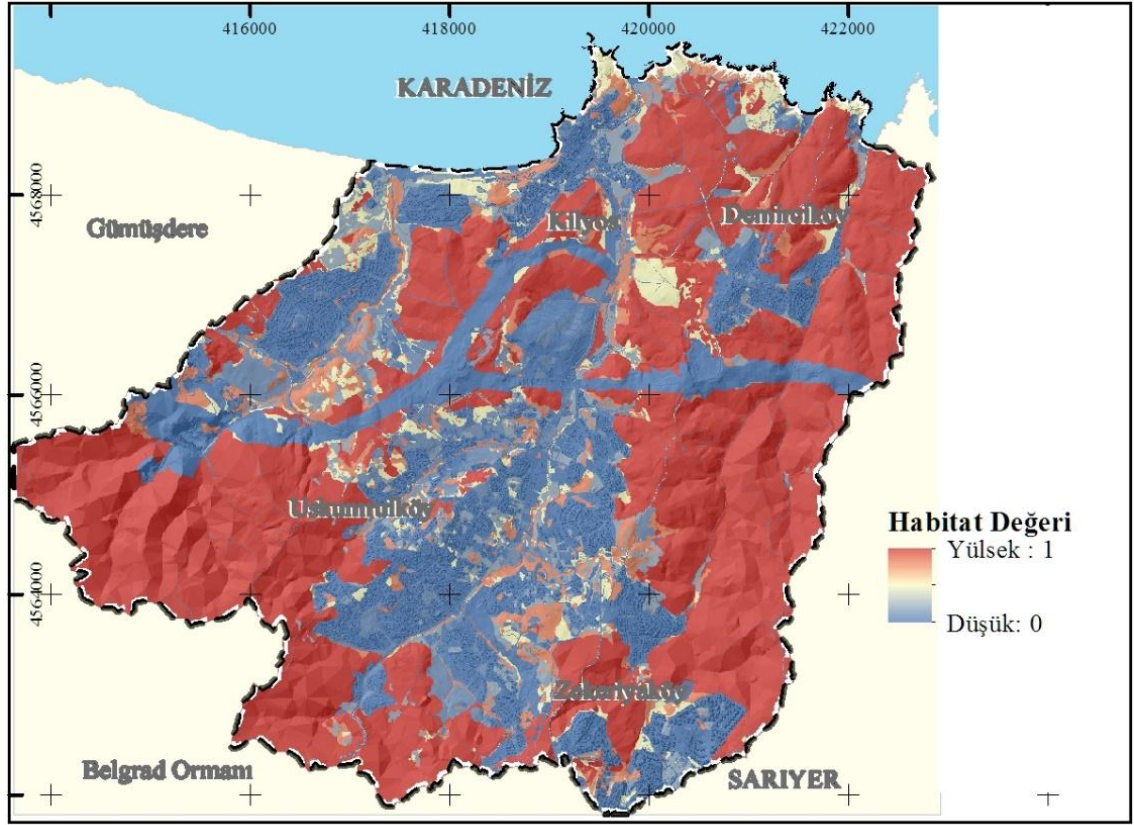 416000
418000
420000
422000
KARADENİZ
4568000
Gümüşdere
Kilyos
Demirciköy
4566000
Uskumruköy
Habitat Değeri
Yülsek : 1
Düşük: 0
4564000
Zekeriyaköy
Belgrad Ormanı
SARIYER